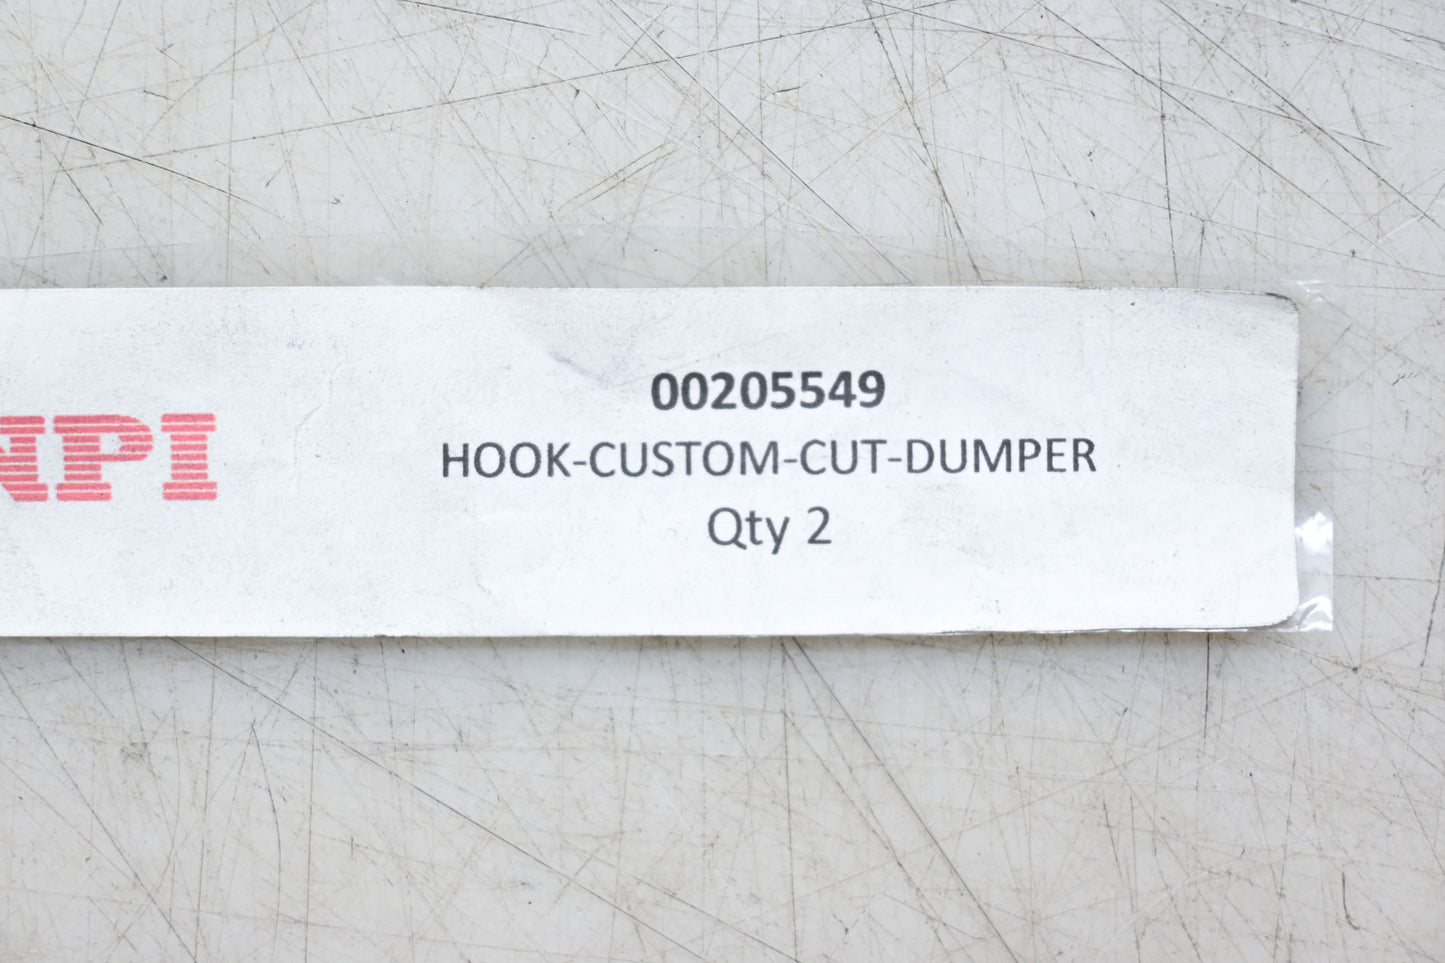 NPI
00205549
HOOK-CUSTOM-CUT-DUMPER
Qty 2